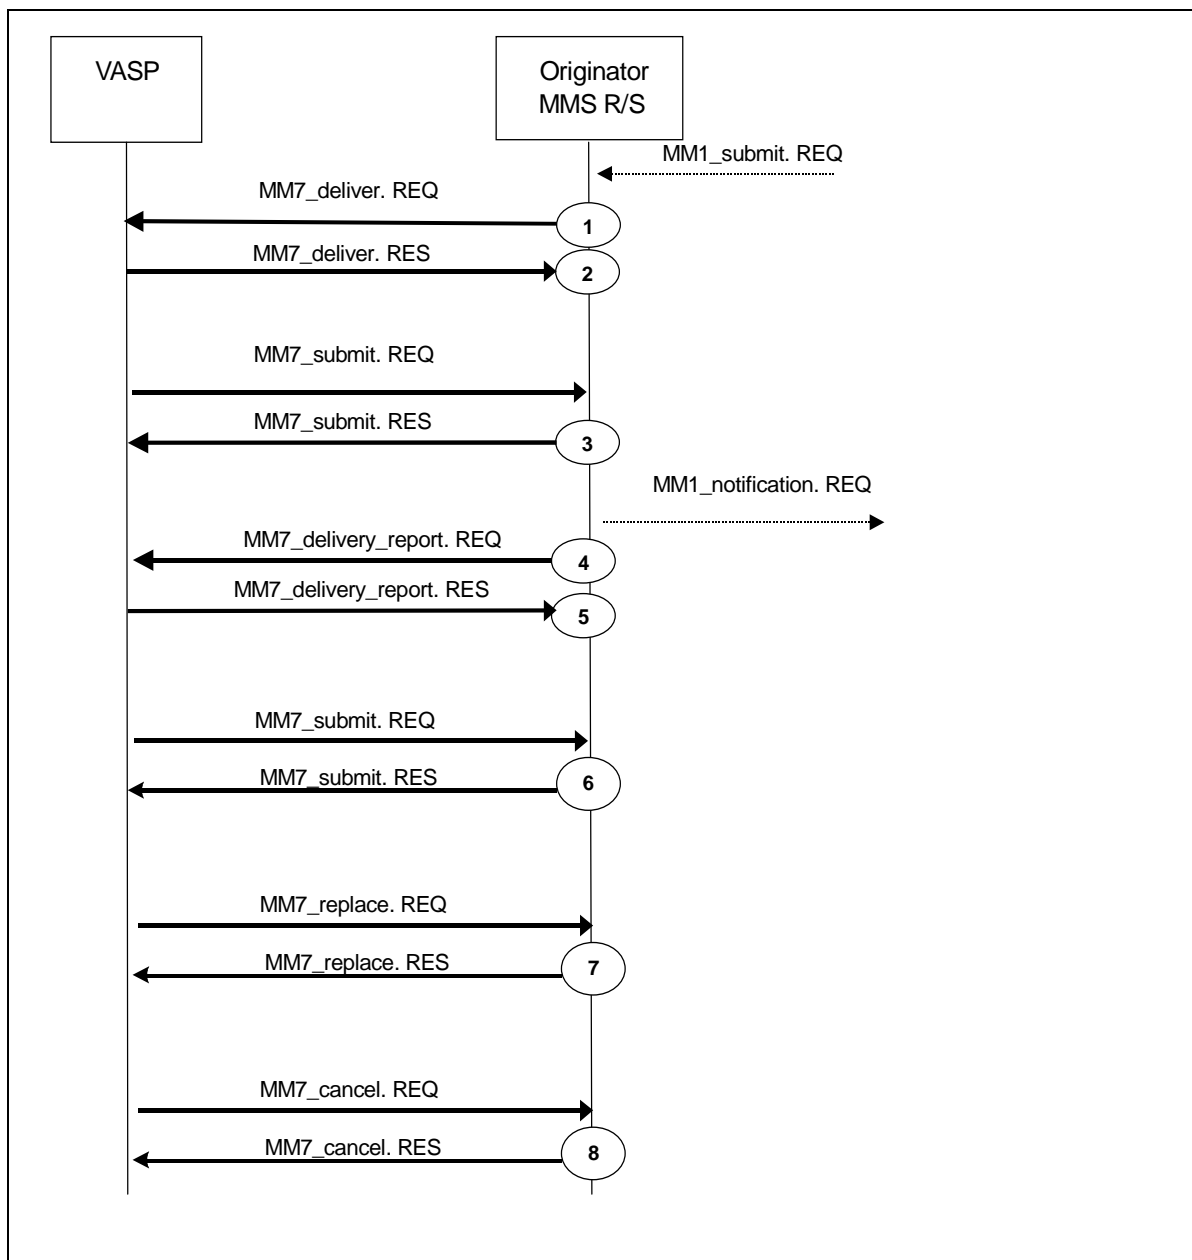 VASP
Originator
MMS R/S
MM1_submit. REQ
MM7_deliver. REQ
1
MM7_deliver. RES
2
MM7_submit. REQ
MM7_submit. RES
3
MM1_notification. REQ
MM7_delivery_report. REQ
4
MM7_delivery_report. RES
5
MM7_submit. REQ
MM7_submit. RES
6
MM7_replace. REQ
MM7_replace. RES
7
MM7_cancel. REQ
MM7_cancel. RES
8